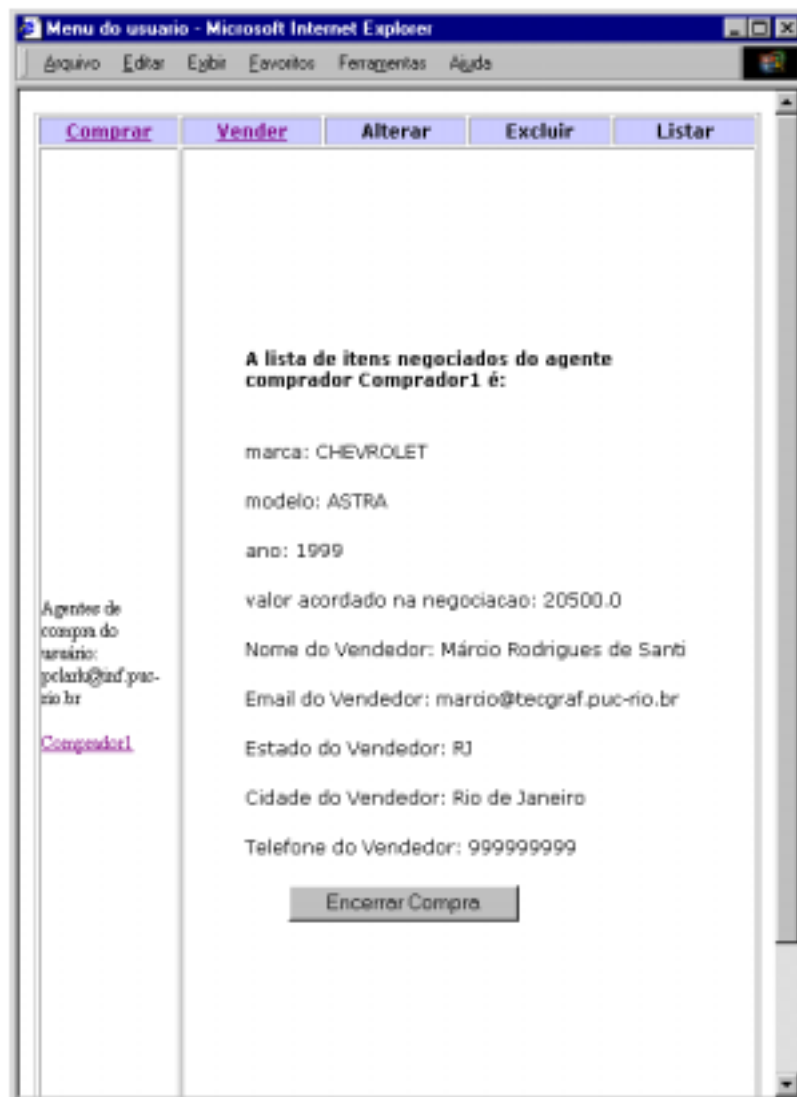 Menu do usuario - Microsoft Internet Explorer
Arquivo Editar Exibir Favoritos Ferramentas Ajuda
Comprar Vender Alterar Excluir Listar
Agentes de
compra do
usuário:
@inf.puc-
rio.br
Comprador1
A lista de itens negociados do agente
comprador Comprador1 é:
marca: CHEVROLET
modelo: ASTRA
ano: 1999
valor acordado na negociacao: 20500.0
Nome do Vendedor: Márcio Rodrigues de Santi
Email do Vendedor: marcio@tecgraf.puc-rio.br
Estado do Vendedor: RJ
Cidade do Vendedor: Rio de Janeiro
Telefone do Vendedor: 999999999
Encerrar Compra